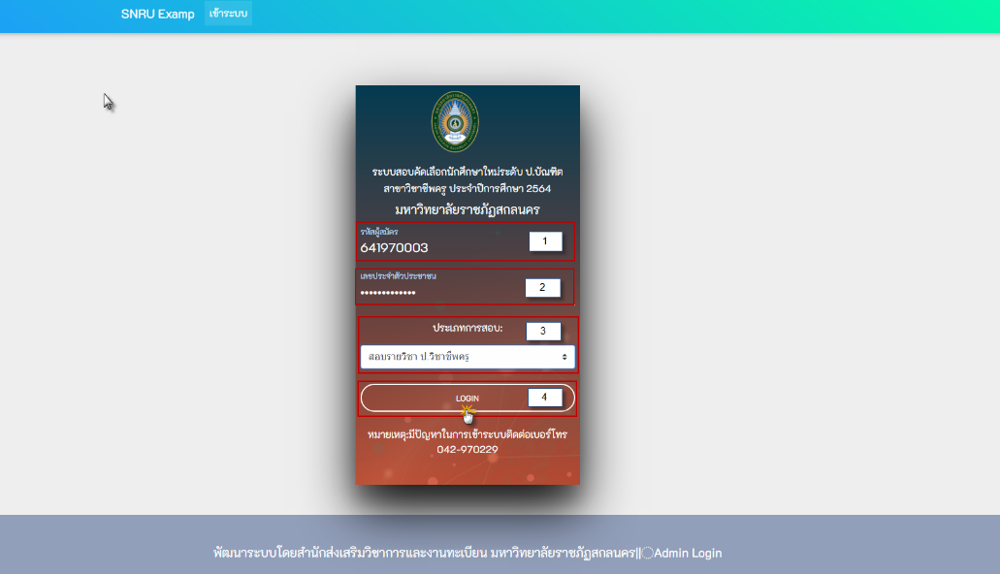 SNRU Examp เข้าระบบ
ระบบสอบคัดเลือกนักศึกษาใหม่ระดับ ป.บัณฑิต
สาขาวิชาชีพครู ประจำปีการศึกษา 2564
มหาวิทยาลัยราชภัฏสกลนคร
รหัสผู้สมัคร
641970003
1
เลขประจำตัวประชาชน
•••••••••••••
2
ประเภทการสอบ:
3
สอบรายวิชา ป.วิชาชีพครู
LOGIN
4
หมายเหตุ:มีปัญหาในการเข้าระบบติดต่อเบอร์โทร
042-970229
พัฒนาระบบโดยสำนักส่งเสริมวิชาการและงานทะเบียน มหาวิทยาลัยราชภัฏสกลนคร||◌Admin Login